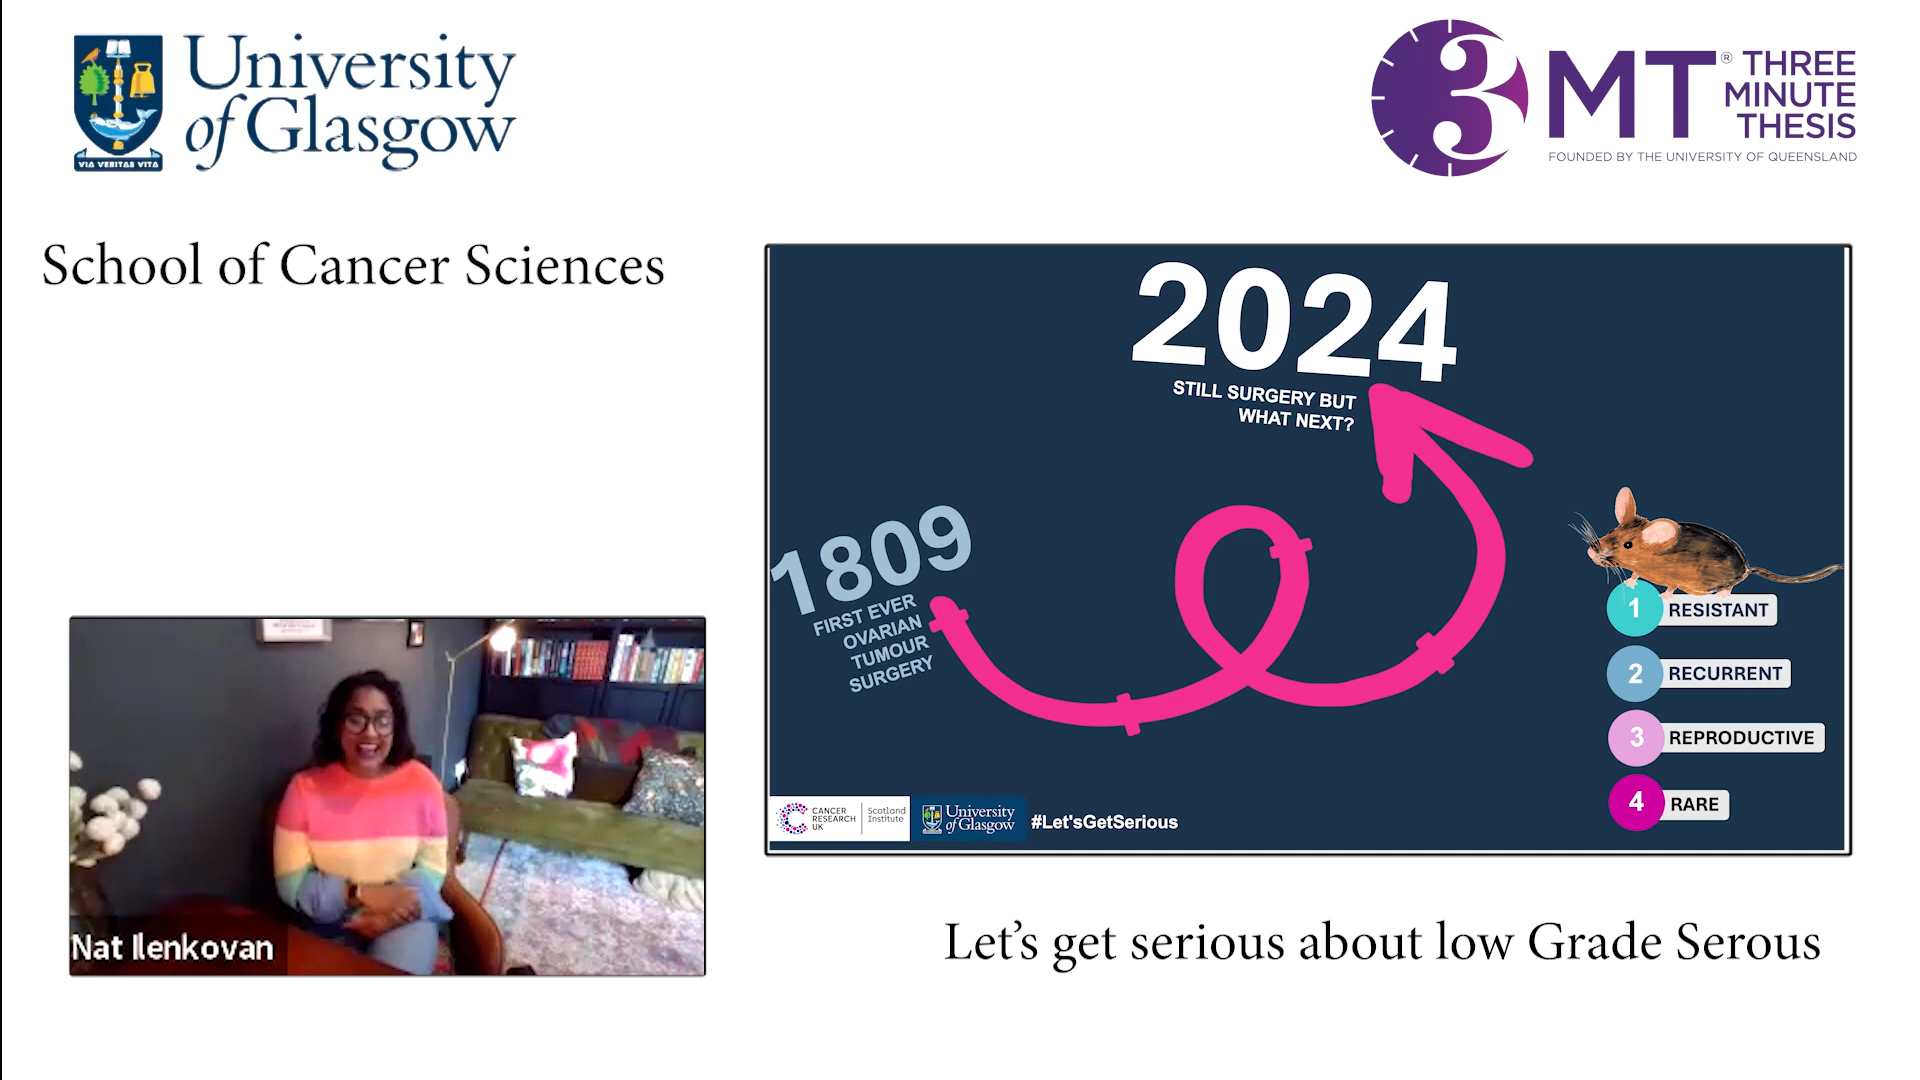 University
of Glasgow
VIA VERITAS VITA
3MT® THREE
MINUTE
THESIS
FOUNDED BY THE UNIVERSITY OF QUEENSLAND
School of Cancer Sciences
2024
STILL SURGERY BUT
WHAT NEXT?
1809
FIRST EVER
OVARIAN
TUMOUR
SURGERY
1 RESISTANT
2 RECURRENT
3 REPRODUCTIVE
4 RARE
CANCER
RESEARCH
UK
Scotland
Institute
University
of Glasgow
#Let'sGetSerious
Nat Ilenkovan
Let’s get serious about low Grade Serous